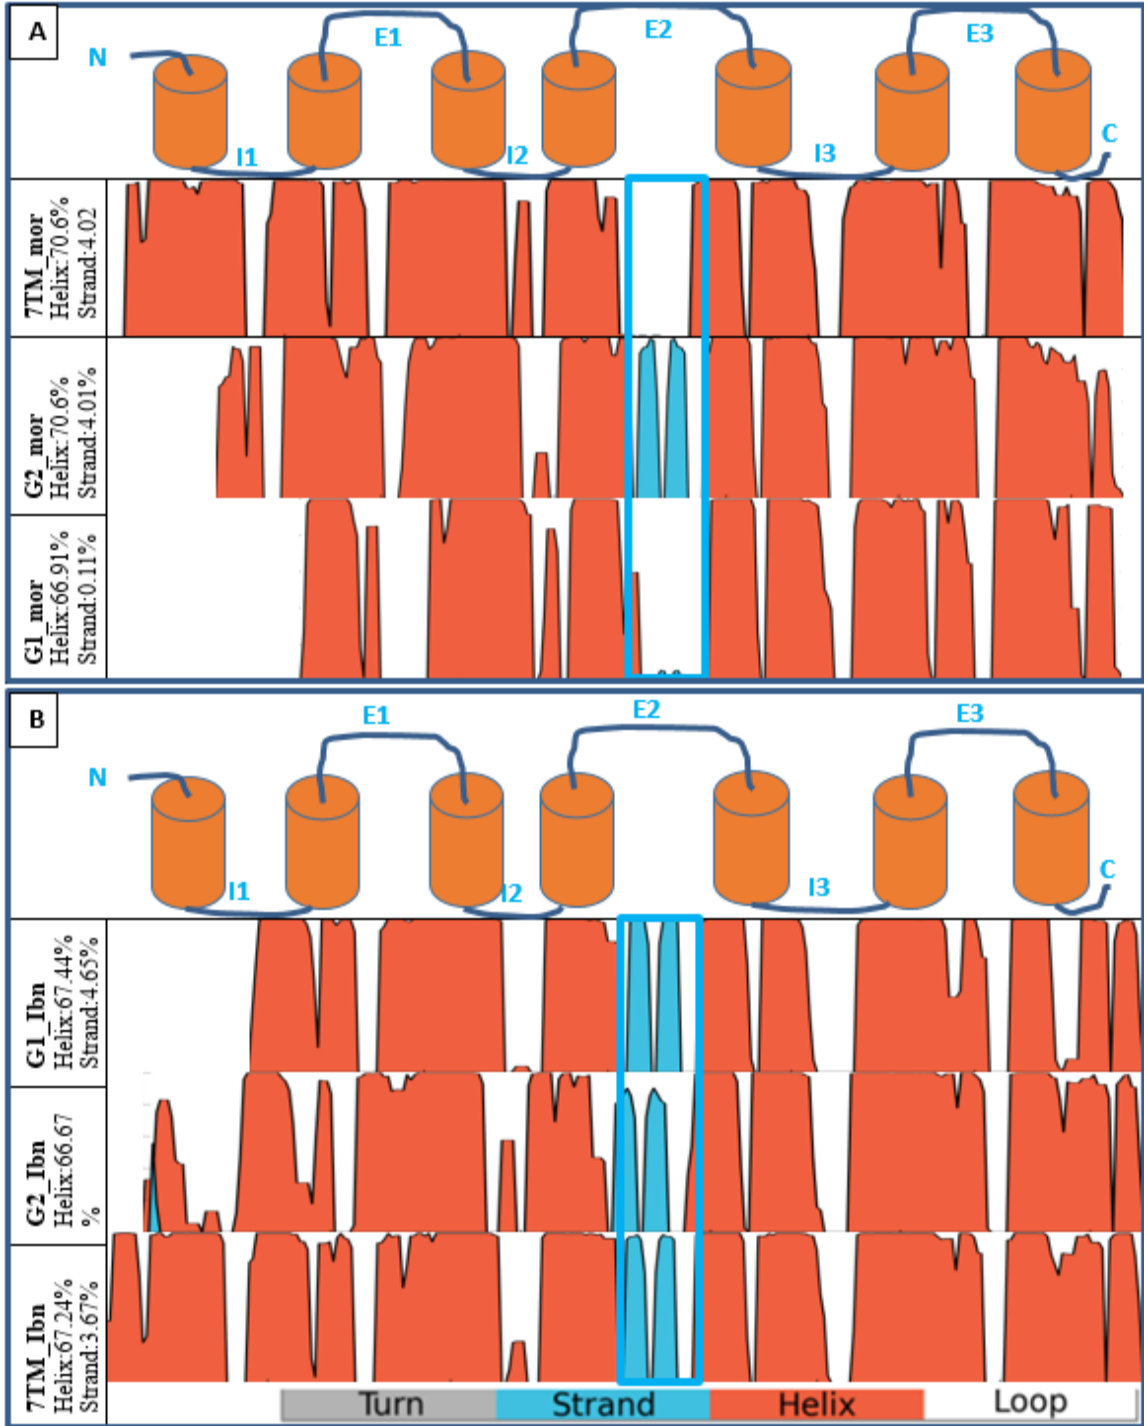 A
E1
E2
E3
N
I1
I2
I3
C
7TM_mor
Helix:70.6%
Strand:4.02
G2_mor
Helix:70.6%
Strand:4.01%
G1_mor
Helix:66.91%
Strand:0.11%
B
E1
E2
E3
N
I1
I2
I3
C
G1_Ibn
Helix:67.44%
Strand:4.65%
G2_Ibn
Helix:66.67
%
7TM_Ibn
Helix:67.24%
Strand:3.67%
Turn Strand Helix Loop